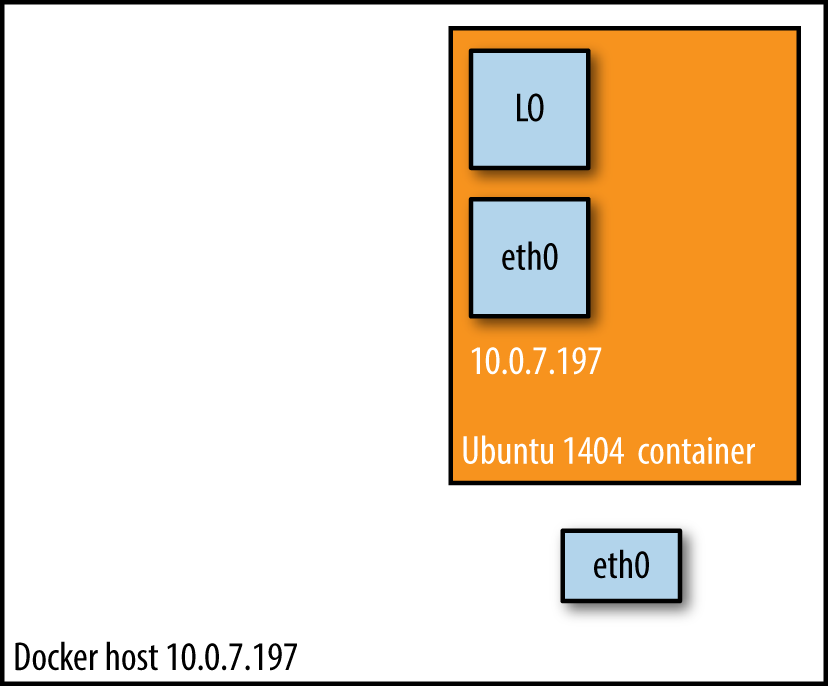 LO
eth0
10.0.7.197
Ubuntu 1404 container
eth0
Docker host 10.0.7.197